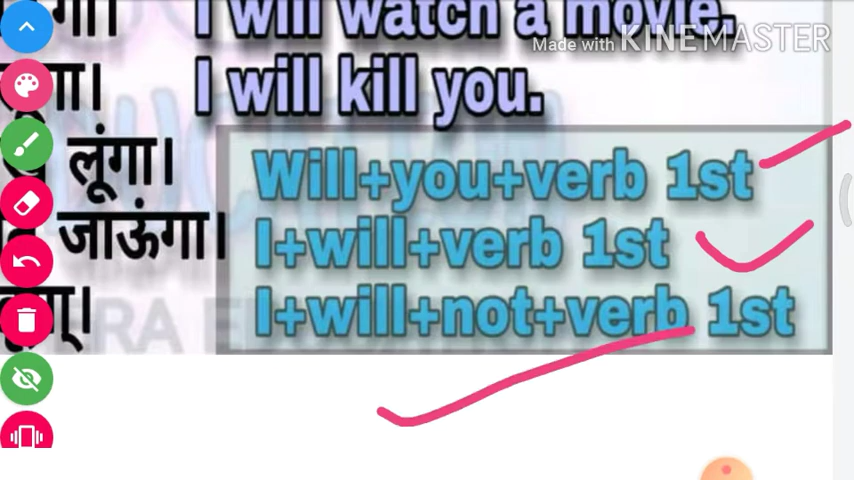 I will watch a movie.
Made with KINEMASTER
I will kill you.
लूंगा।
Will+you+verb 1st
जाऊंगा।
I+will+verb 1st
I+will+not+verb 1st